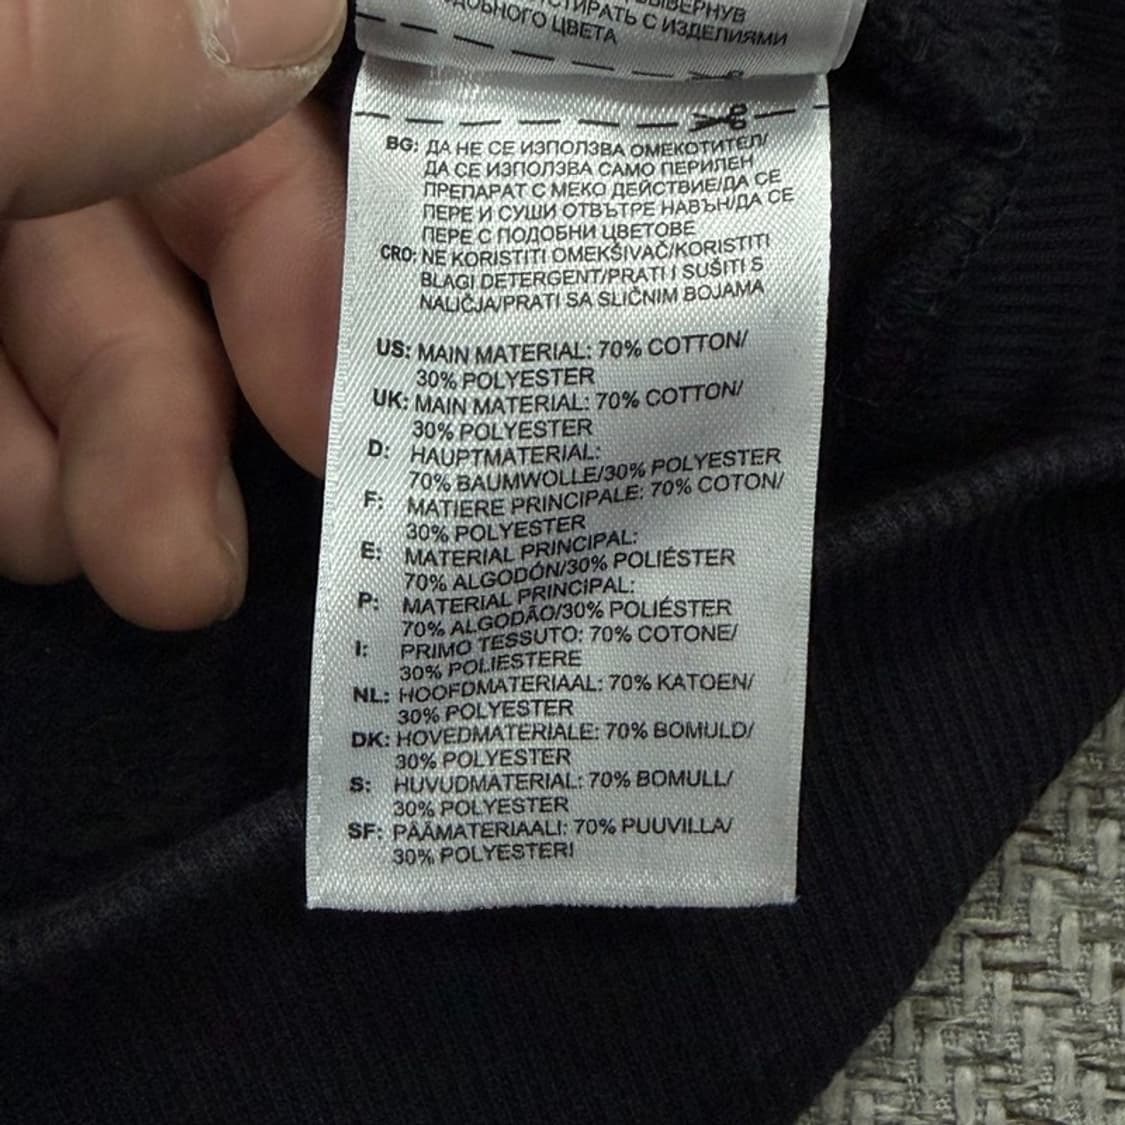 ВЫВЕРНУВ
СТИРАТЬ С ИЗДЕЛИЯМИ
ЦВЕТА
BG: ДА НЕ СЕ ИЗПОЛЗВА ОМЕКОТИТЕЛ/
ДА СЕ ИЗПОЛЗВА САМО ПЕРИЛЕН
ПРЕПАРАТ С МЕКО ДЕЙСТВИЕ/ДА СЕ
ПЕРЕ И СУШИ ОТВЪТРЕ НАВЪН/ДА СЕ
ПЕРЕ С ПОДОБНИ ЦВЕТОВЕ
CRO: NE KORISTITI OMEKŠIVAČ/KORISTITI
BLAGI DETERGENT/PRATI I SUŠITI S
NALIČJA/PRATI SA SLIČNIM BOJAMA
US: MAIN MATERIAL: 70% COTTON/
30% POLYESTER
UK: MAIN MATERIAL: 70% COTTON/
30% POLYESTER
D: HAUPTMATERIAL:
70% BAUMWOLLE/30% POLYESTER
F: MATIERE PRINCIPALE: 70% COTON/
30% POLYESTER
E: MATERIAL PRINCIPAL:
70% ALGODÓN/30% POLIÉSTER
P: MATERIAL PRINCIPAL:
70% ALGODÃO/30% POLIÉSTER
I: PRIMO TESSUTO: 70% COTONE/
30% POLIESTERE
NL: HOOFDMATERIAAL: 70% KATOEN/
30% POLYESTER
DK: HOVEDMATERIALE: 70% BOMULD/
30% POLYESTER
S: HUVUDMATERIAL: 70% BOMULL/
30% POLYESTER
SF: PÄÄMATERIAALI: 70% PUUVILLA/
30% POLYESTERI